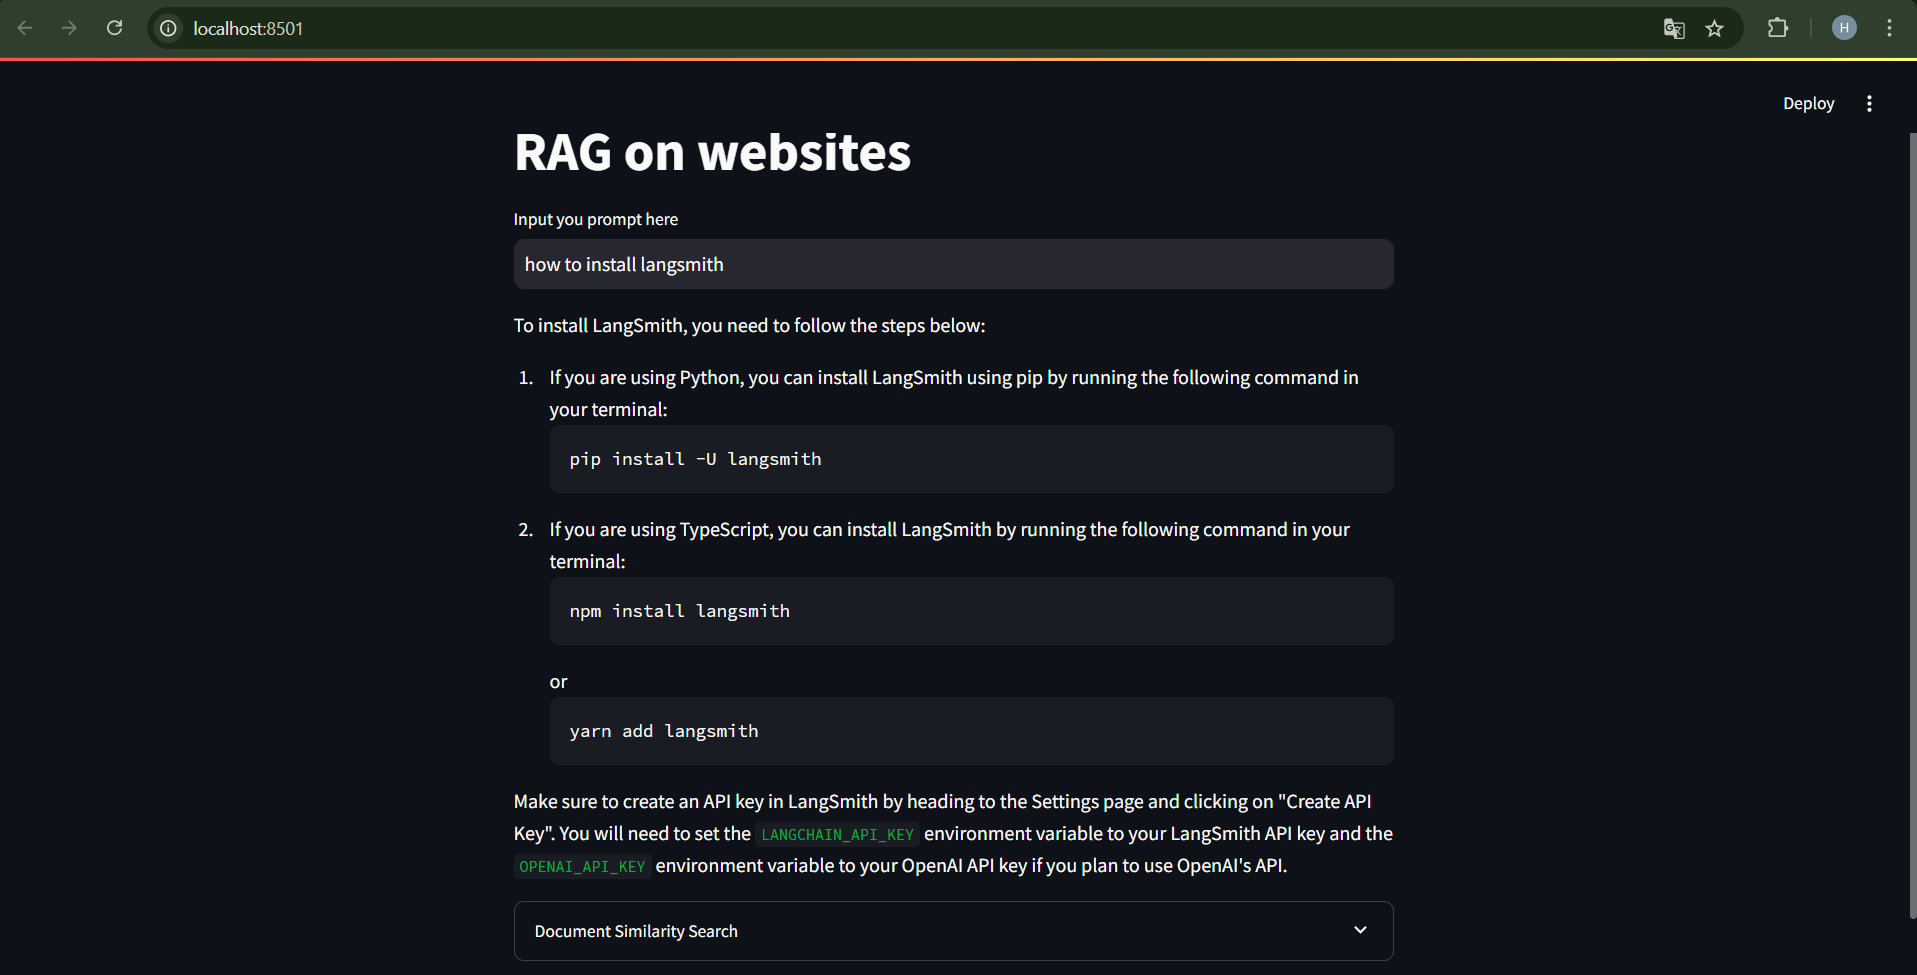 localhost:8501
H
Deploy
RAG on websites
Input you prompt here
how to install langsmith
To install LangSmith, you need to follow the steps below:
1. If you are using Python, you can install LangSmith using pip by running the following command in
your terminal:
pip install -U langsmith
2. If you are using TypeScript, you can install LangSmith by running the following command in your
terminal:
npm install langsmith
or
yarn add langsmith
Make sure to create an API key in LangSmith by heading to the Settings page and clicking on "Create API
Key". You will need to set the LANGCHAIN_API_KEY environment variable to your LangSmith API key and the
OPENAI_API_KEY environment variable to your OpenAI API key if you plan to use OpenAI's API.
Document Similarity Search